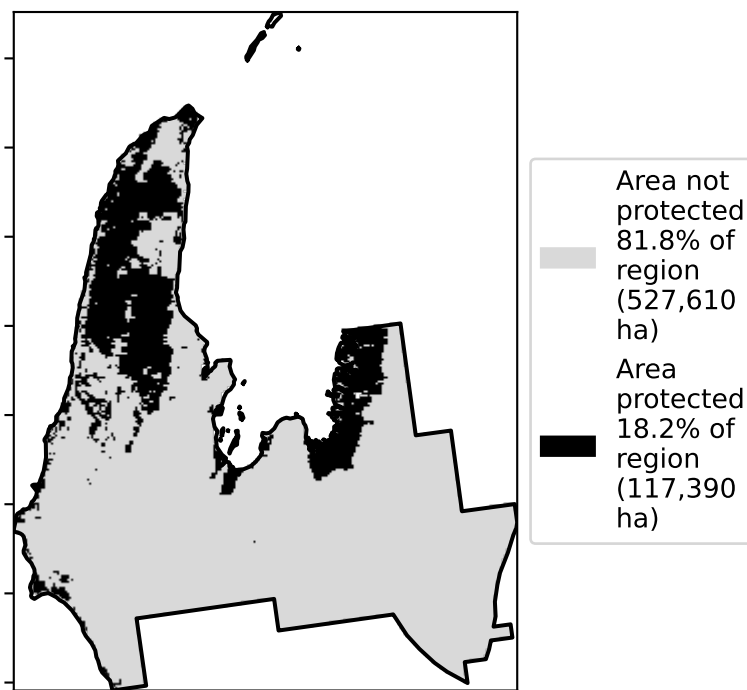 Area not
protected
81.8% of
region
(527,610
ha)
Area
protected
18.2% of
region
(117,390
ha)